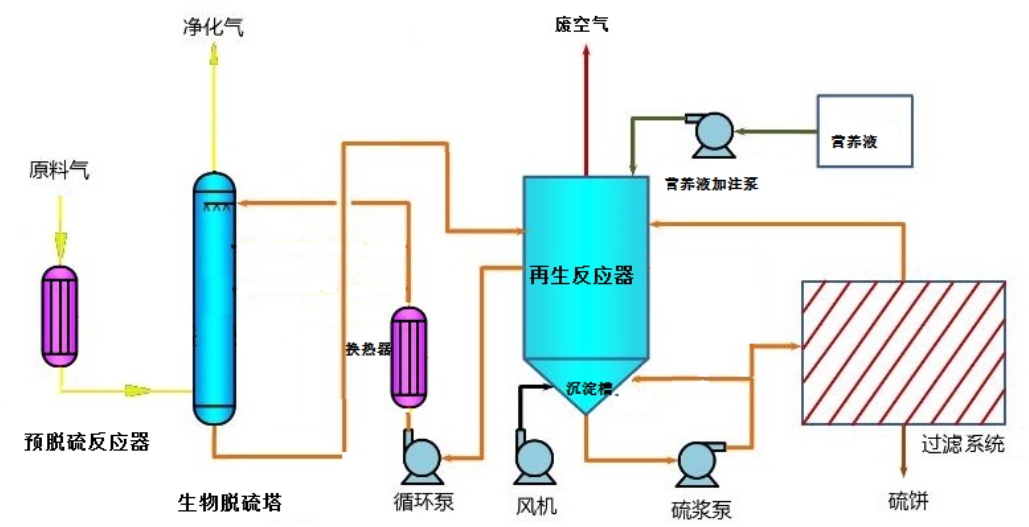 净化气
废空气
营养液
原料气
营养液加注泵
再生反应器
换热器
沉淀槽。
预脱硫反应器
过滤系统
生物脱硫塔
循环泵
风机
硫浆泵
硫饼